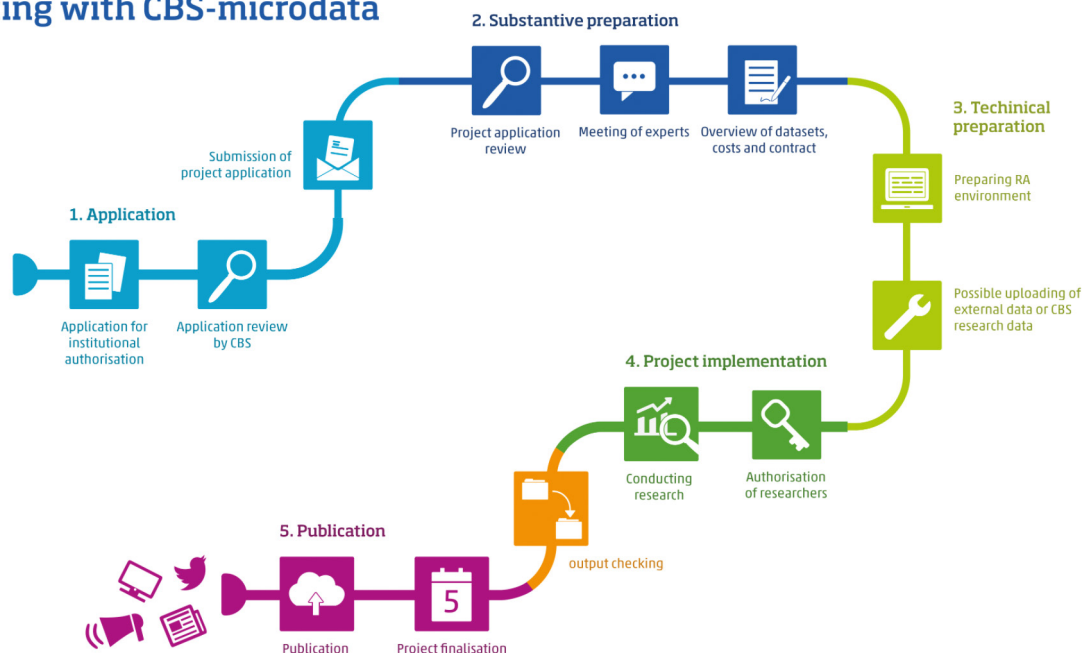 ing with CBS-microdata
2. Substantive preparation
Project application
review
Meeting of experts
Overview of datasets,
costs and contract
3. Techinical
preparation
Preparing RA
environment
Possible uploading of
external data or CBS
research data
Submission of
project application
1. Application
Application for
institutional
authorisation
Application review
by CBS
4. Project implementation
Conducting
research
Authorisation
of researchers
output checking
5. Publication
5
Publication
Project finalisation